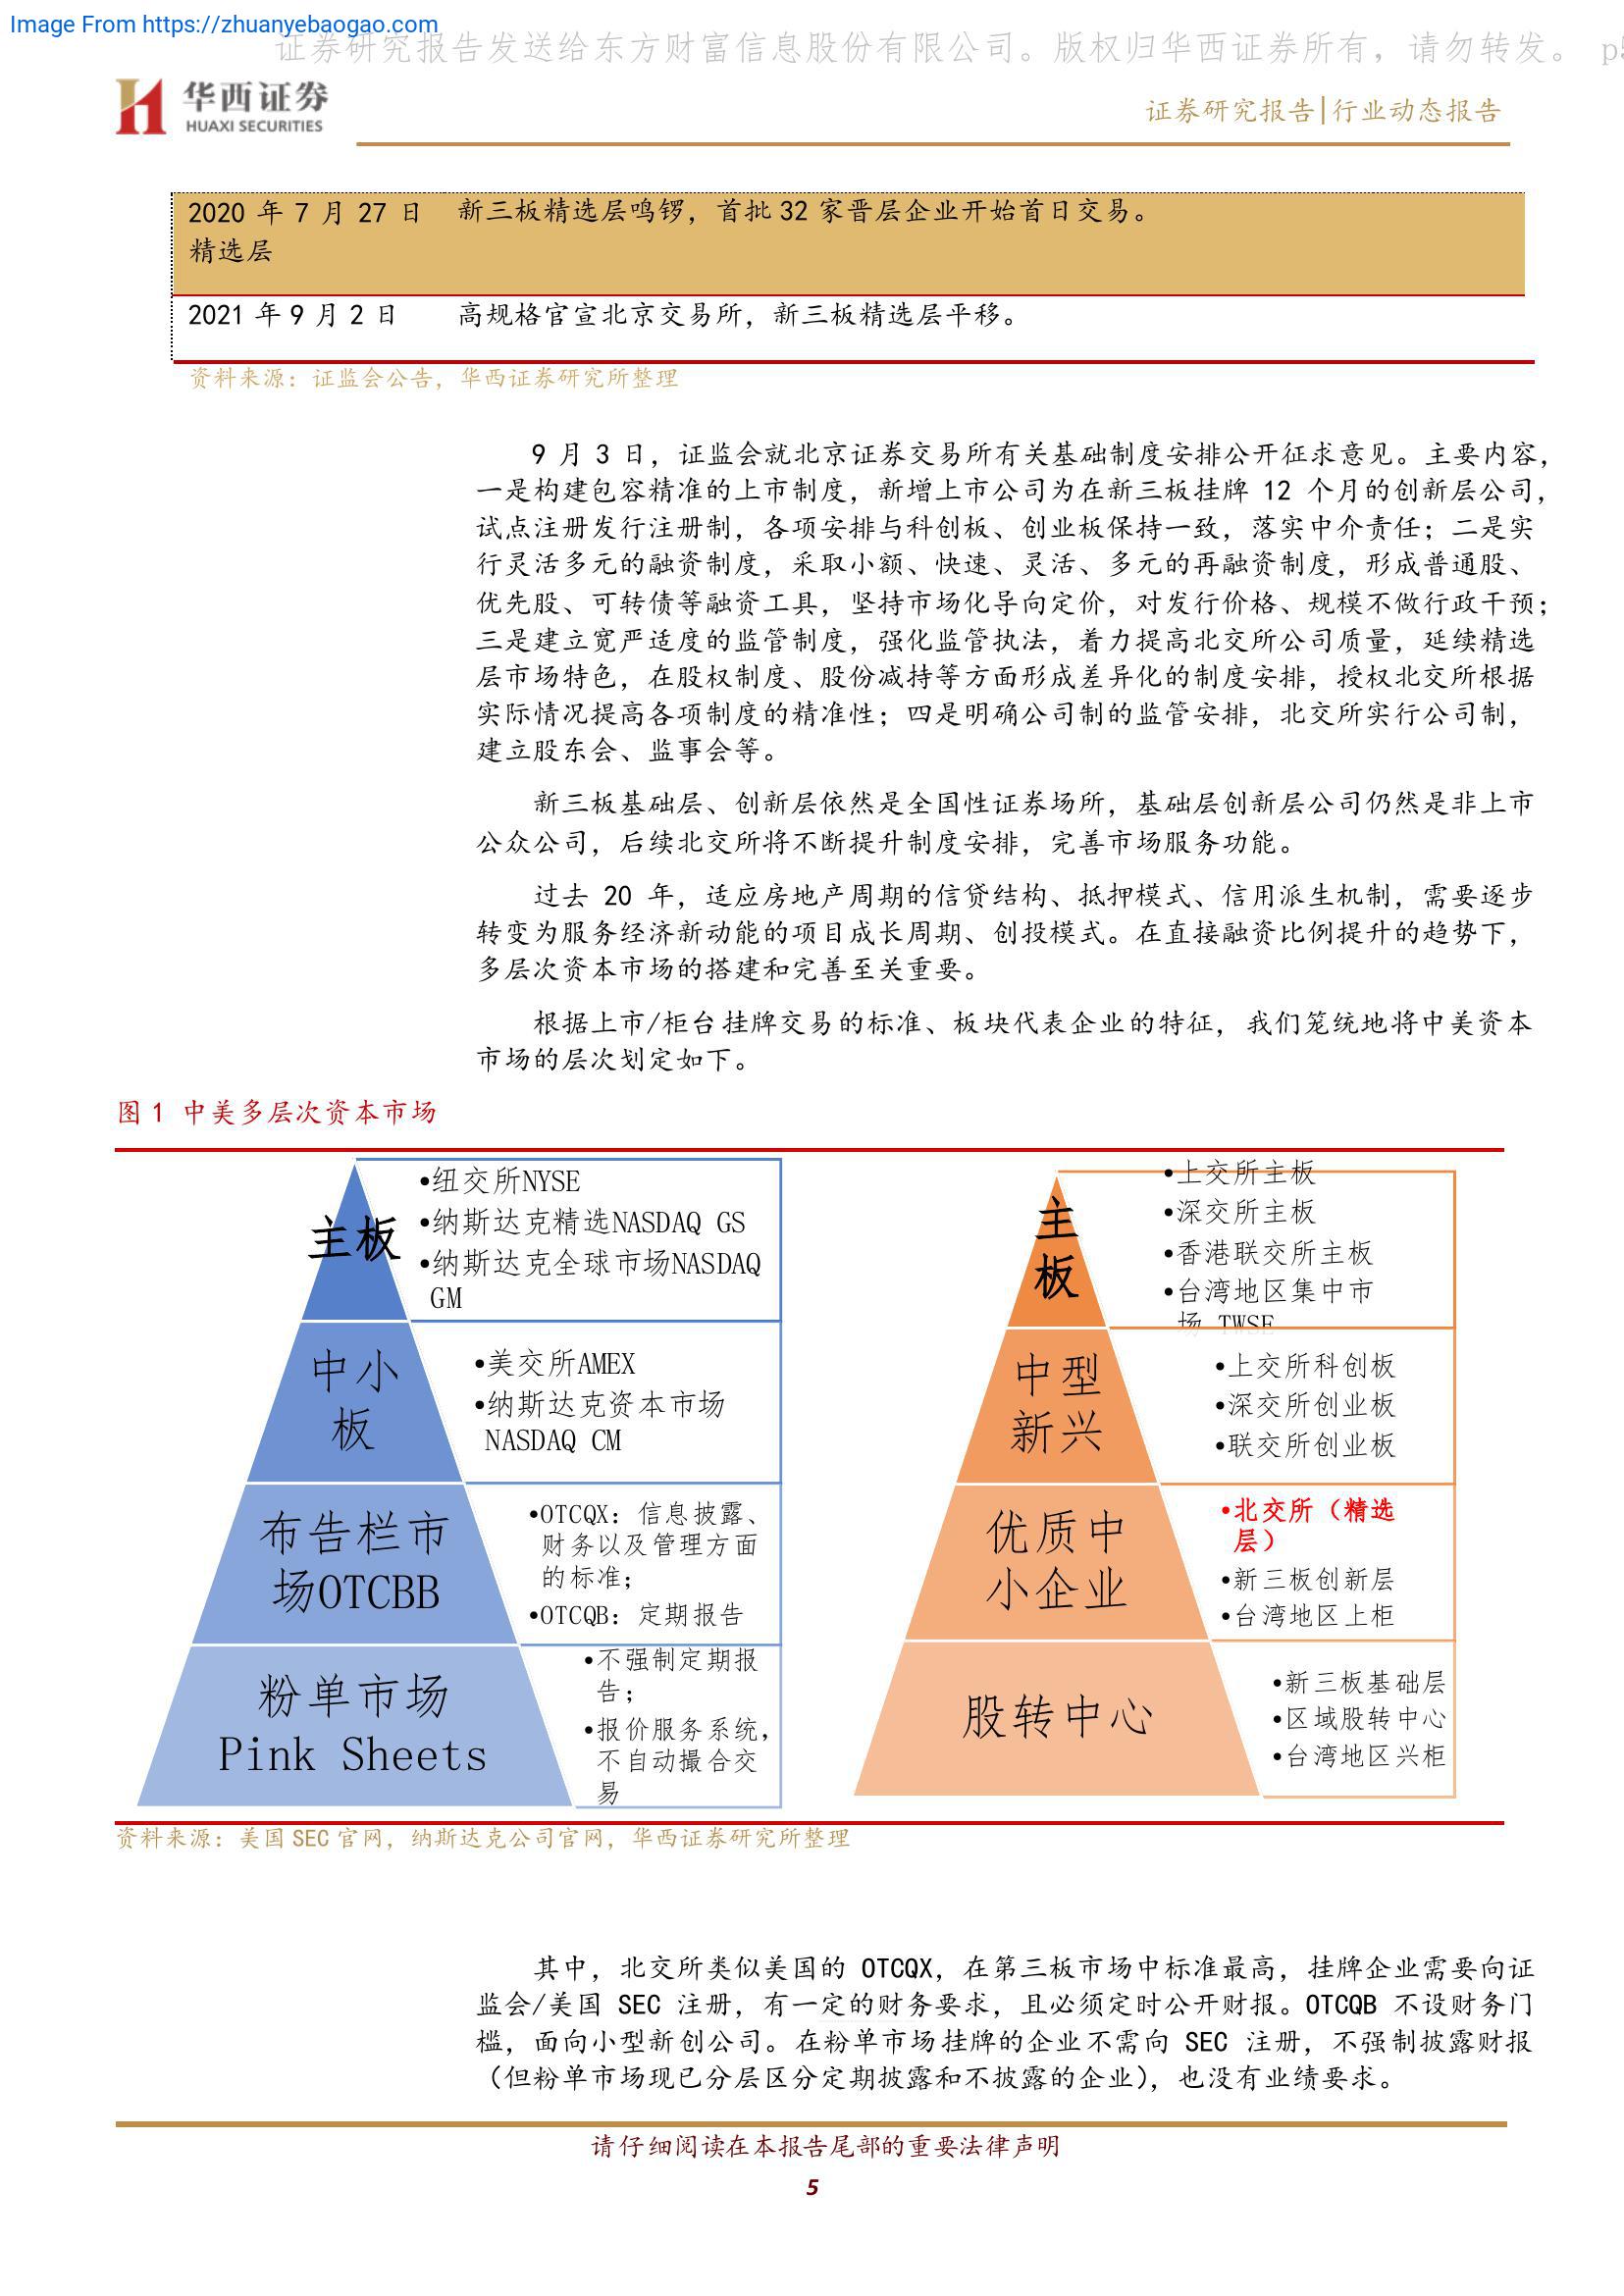 Image From https://zhuanyebaogao.com
证券研究报告发送给东方财富信息股份有限公司。版权归华西证券所有，请勿转发。 p5
华西证券
HUAXI SECURITIES
证券研究报告|行业动态报告
2020 年 7 月 27 日 新三板精选层鸣锣，首批 32 家晋层企业开始首日交易。
精选层
2021 年 9 月 2 日 高规格官宣北京交易所，新三板精选层平移。
资料来源：证监会公告，华西证券研究所整理
9 月 3 日，证监会就北京证券交易所有关基础制度安排公开征求意见。主要内容，
一是构建包容精准的上市制度，新增上市公司为在新三板挂牌 12 个月的创新层公司，
试点注册发行注册制，各项安排与科创板、创业板保持一致，落实中介责任；二是实
行灵活多元的融资制度，采取小额、快速、灵活、多元的再融资制度，形成普通股、
优先股、可转债等融资工具，坚持市场化导向定价，对发行价格、规模不做行政干预；
三是建立宽严适度的监管制度，强化监管执法，着力提高北交所公司质量，延续精选
层市场特色，在股权制度、股份减持等方面形成差异化的制度安排，授权北交所根据
实际情况提高各项制度的精准性；四是明确公司制的监管安排，北交所实行公司制，
建立股东会、监事会等。
新三板基础层、创新层依然是全国性证券场所，基础层创新层公司仍然是非上市
公众公司，后续北交所将不断提升制度安排，完善市场服务功能。
过去 20 年，适应房地产周期的信贷结构、抵押模式、信用派生机制，需要逐步
转变为服务经济新动能的项目成长周期、创投模式。在直接融资比例提升的趋势下，
多层次资本市场的搭建和完善至关重要。
根据上市/柜台挂牌交易的标准、板块代表企业的特征，我们笼统地将中美资本
市场的层次划定如下。
图 1 中美多层次资本市场
主板
•纽交所NYSE
•纳斯达克精选NASDAQ GS
•纳斯达克全球市场NASDAQ
GM
中小
板
•美交所AMEX
•纳斯达克资本市场
NASDAQ CM
布告栏市
场OTCBB
•OTCQX：信息披露、
财务以及管理方面
的标准；
•OTCQB：定期报告
粉单市场
Pink Sheets
•不强制定期报
告；
•报价服务系统，
不自动撮合交
易
主
板
•上交所主板
•深交所主板
•香港联交所主板
•台湾地区集中市
场 TWSE
中型
新兴
•上交所科创板
•深交所创业板
•联交所创业板
优质中
小企业
•北交所（精选
层）
•新三板创新层
•台湾地区上柜
股转中心
•新三板基础层
•区域股转中心
•台湾地区兴柜
资料来源：美国 SEC 官网，纳斯达克公司官网，华西证券研究所整理
其中，北交所类似美国的 OTCQX，在第三板市场中标准最高，挂牌企业需要向证
监会/美国 SEC 注册，有一定的财务要求，且必须定时公开财报。OTCQB 不设财务门
槛，面向小型新创公司。在粉单市场挂牌的企业不需向 SEC 注册，不强制披露财报
（但粉单市场现已分层区分定期披露和不披露的企业），也没有业绩要求。
请仔细阅读在本报告尾部的重要法律声明
5